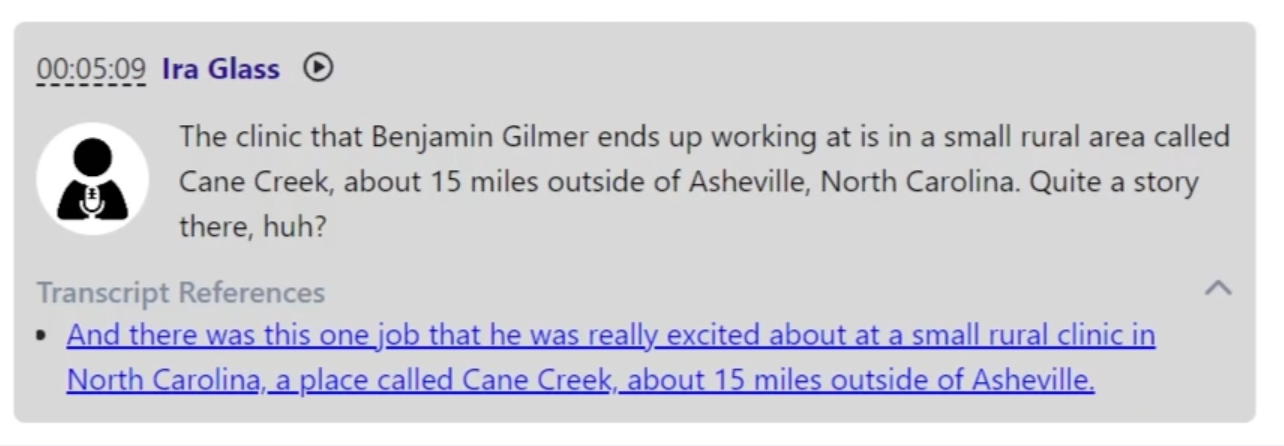 00:05:09 Ira Glass
The clinic that Benjamin Gilmer ends up working at is in a small rural area called
Cane Creek, about 15 miles outside of Asheville, North Carolina. Quite a story
there, huh?
Transcript References
• And there was this one job that he was really excited about at a small rural clinic in
North Carolina, a place called Cane Creek, about 15 miles outside of Asheville.